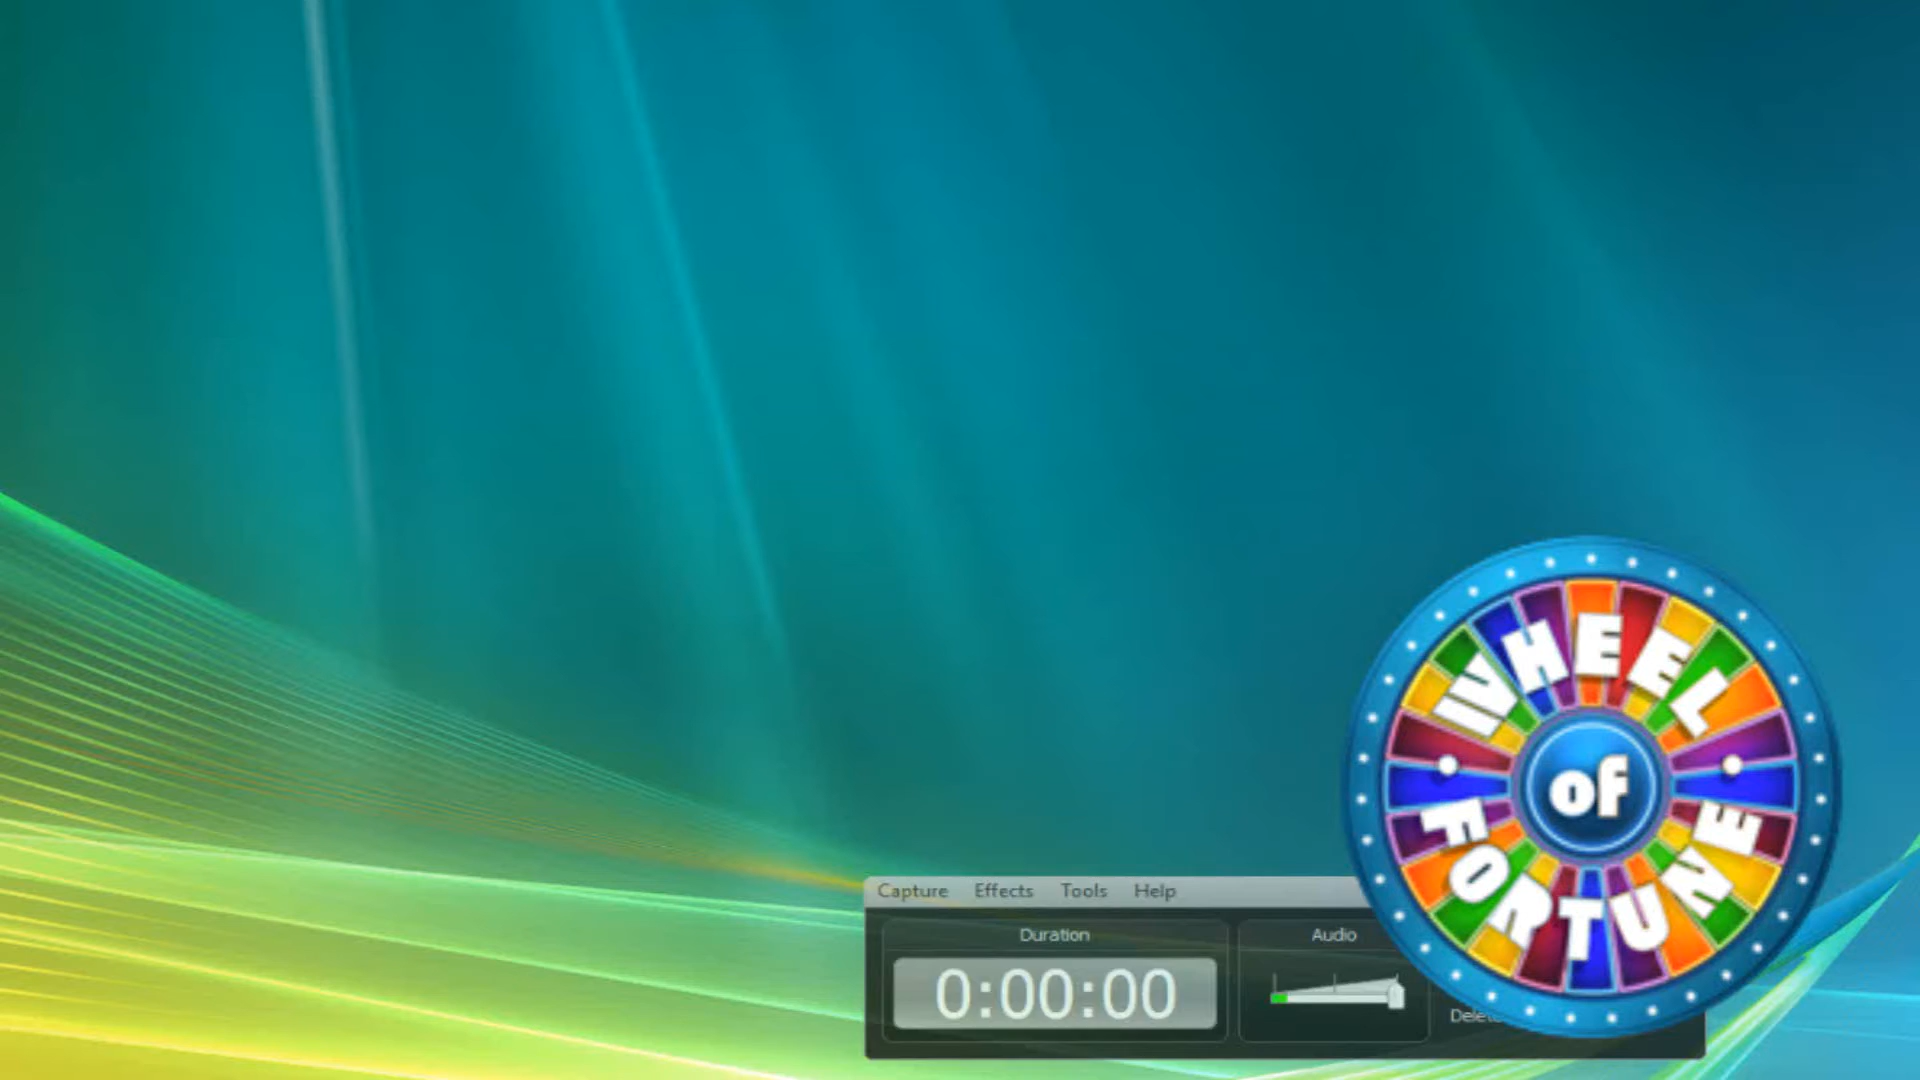 WHEEL
of
FORTUNE
Capture Effects Tools Help
Duration
Audio
0:00:00